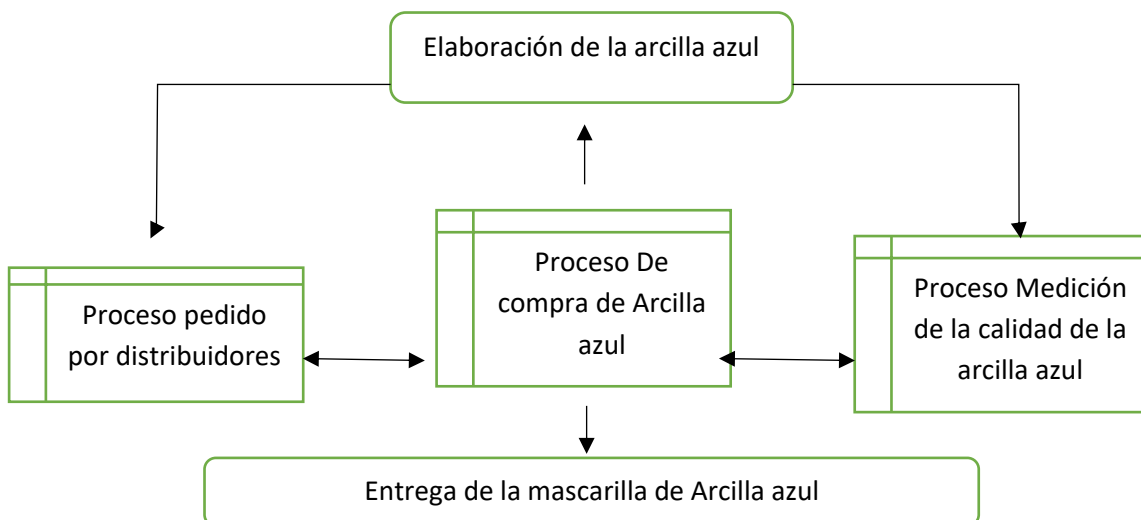 Elaboración de la arcilla azul
Proceso pedido
por distribuidores
Proceso De
compra de Arcilla
azul
Proceso Medición
de la calidad de la
arcilla azul
Entrega de la mascarilla de Arcilla azul